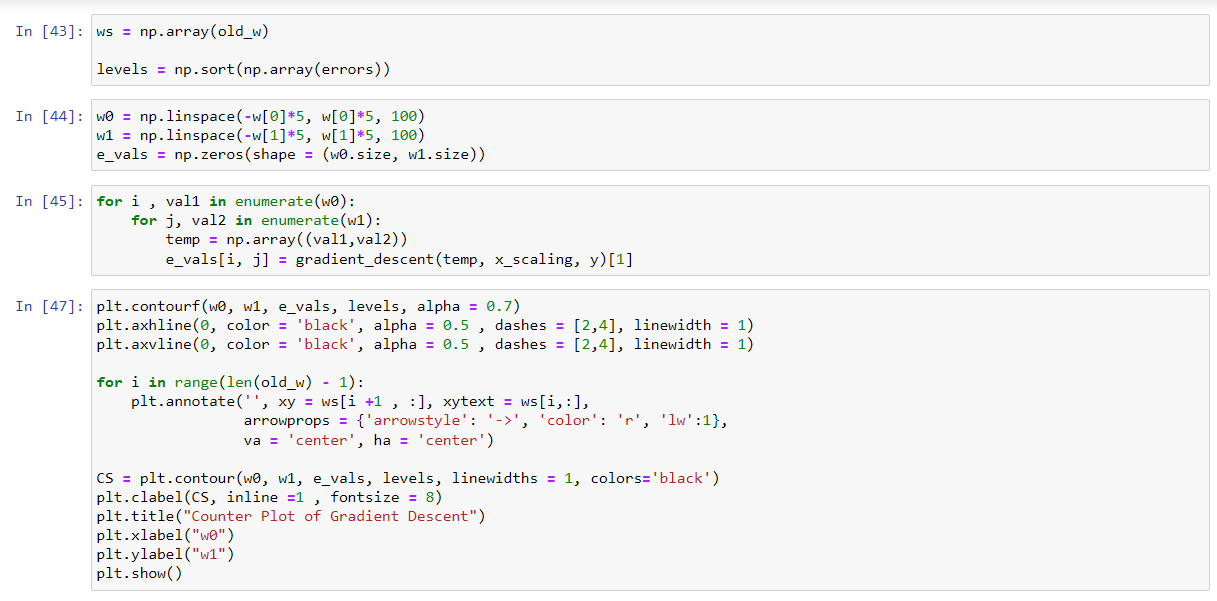 In [43]: ws = np.array(old_w)
levels = np.sort(np.array(errors))
In [44]: w0 = np.linspace(-w[0]*5, w[0]*5, 100)
w1 = np.linspace(-w[1]*5, w[1]*5, 100)
e_vals = np.zeros(shape = (w0.size, w1.size))
In [45]: for i , val1 in enumerate(w0):
    for j, val2 in enumerate(w1):
        temp = np.array((val1,val2))
        e_vals[i, j] = gradient_descent(temp, x_scaling, y)[1]
In [47]: plt.contourf(w0, w1, e_vals, levels, alpha = 0.7)
plt.axhline(0, color = 'black', alpha = 0.5 , dashes = [2,4], linewidth = 1)
plt.axvline(0, color = 'black', alpha = 0.5 , dashes = [2,4], linewidth = 1)
for i in range(len(old_w) - 1):
    plt.annotate('', xy = ws[i +1 , :], xytext = ws[i,:],
                 arrowprops = {'arrowstyle': '->', 'color': 'r', 'lw':1},
                 va = 'center', ha = 'center')
CS = plt.contour(w0, w1, e_vals, levels, linewidths = 1, colors='black')
plt.clabel(CS, inline =1 , fontsize = 8)
plt.title("Counter Plot of Gradient Descent")
plt.xlabel("w0")
plt.ylabel("w1")
plt.show()